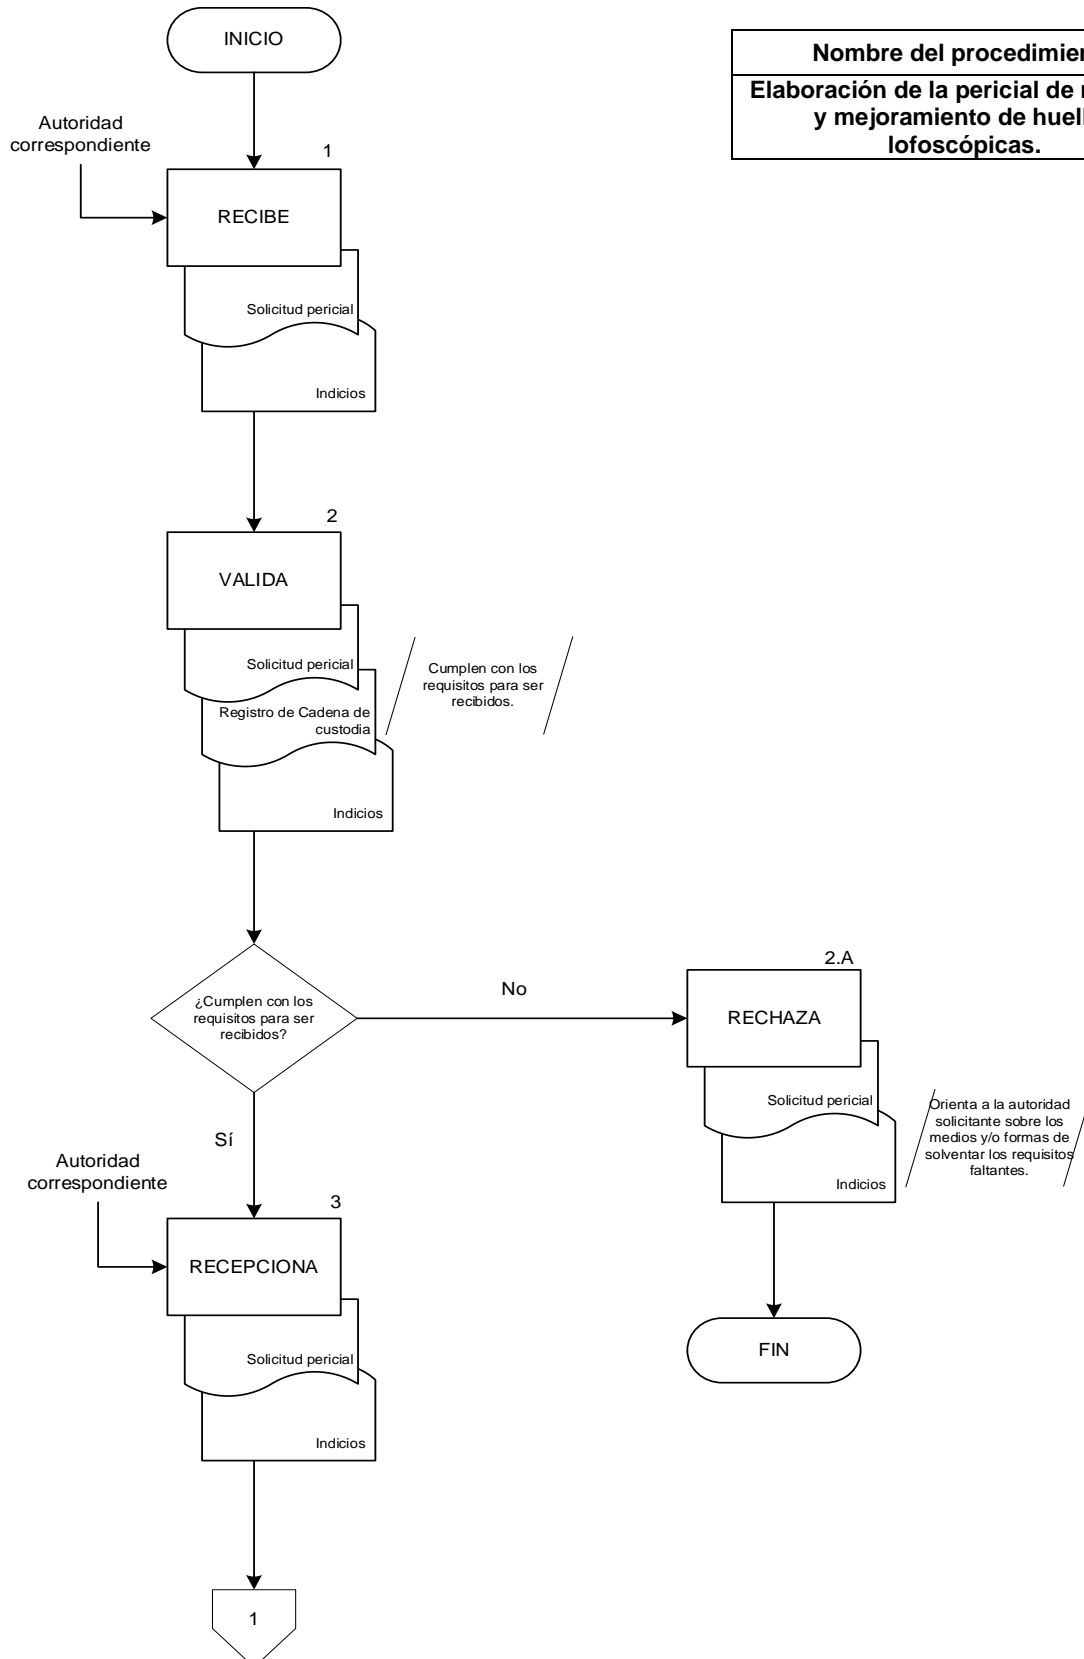 INICIO
Nombre del procedimien
Elaboración de la pericial de
y mejoramiento de huell
lofoscópicas.
Autoridad
correspondiente
1
RECIBE
Solicitud pericial
Indicios
2
VALIDA
Solicitud pericial
Registro de Cadena de
custodia
Indicios
Cumplen con los
requisitos para ser
recibidos.
¿Cumplen con los
requisitos para ser
recibidos?
No
2.A
RECHAZA
Solicitud pericial
Indicios
Orienta a la autoridad
solicitante sobre los
medios y/o formas de
solventar los requisitos
faltantes.
FIN
Sí
Autoridad
correspondiente
3
RECEPCIONA
Solicitud pericial
Indicios
1